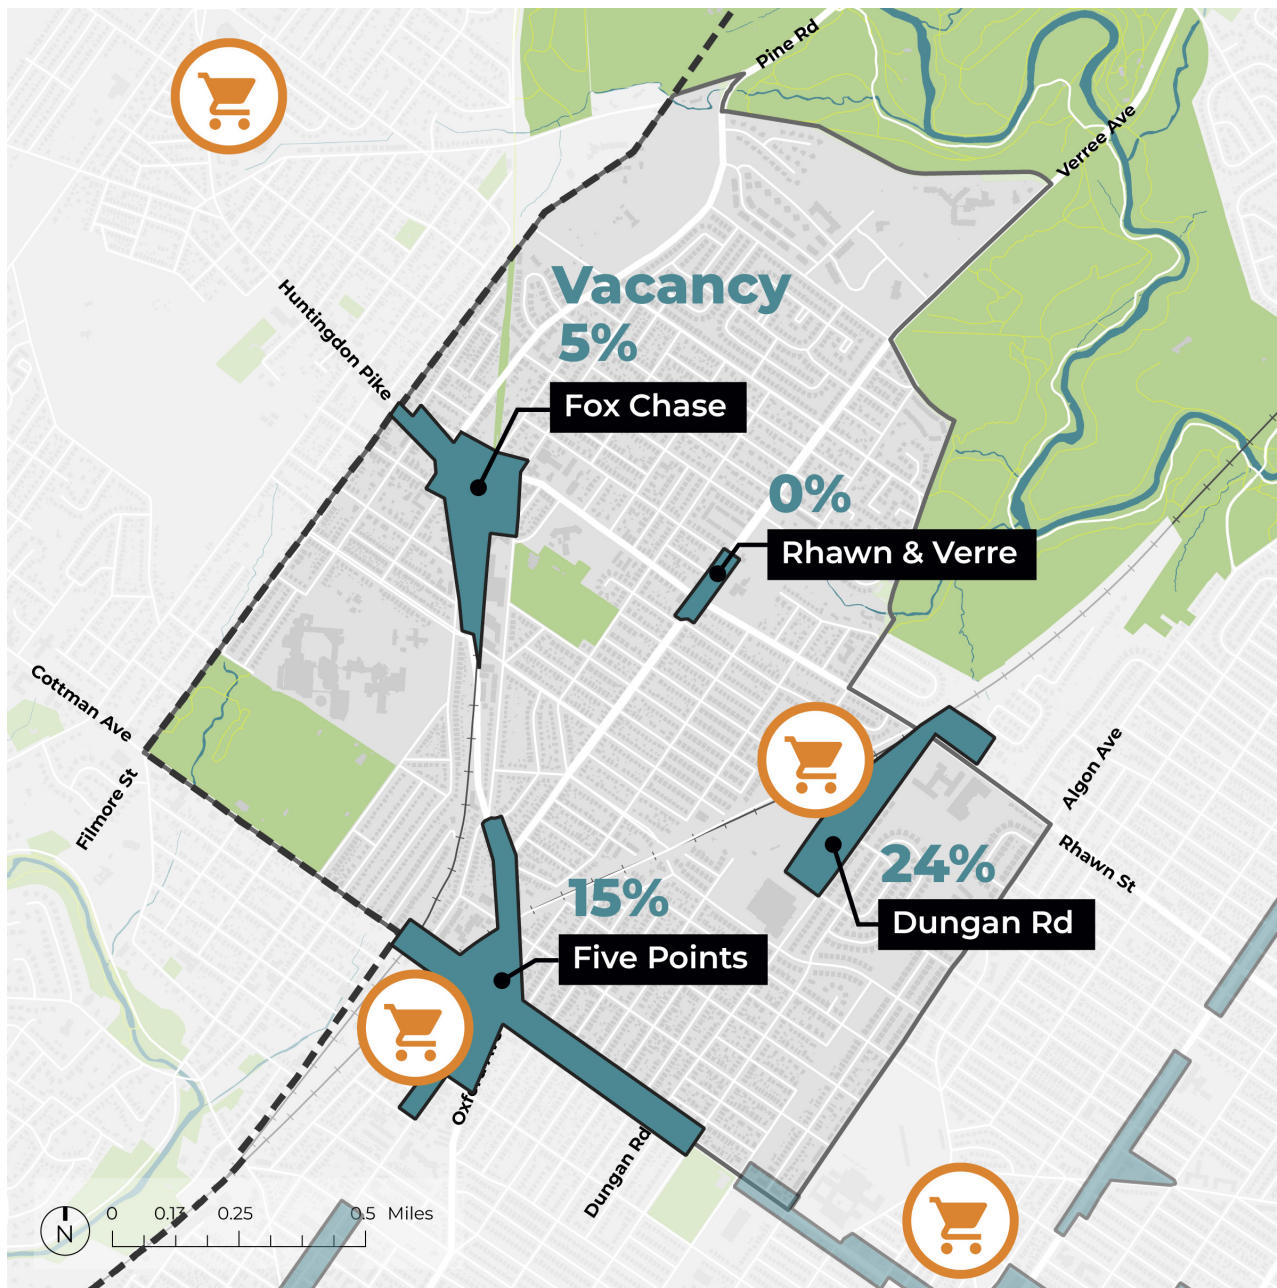 Pine Rd
Verree Ave
Huntingdon Pike
Vacancy
5%
Fox Chase
0%
Rhawn & Verre
Cottman Ave
Filmore St
Algon Ave
Rhawn St
24%
Dungan Rd
15%
Five Points
Dungan Rd
N
0 0.13 0.25 0.5 Miles